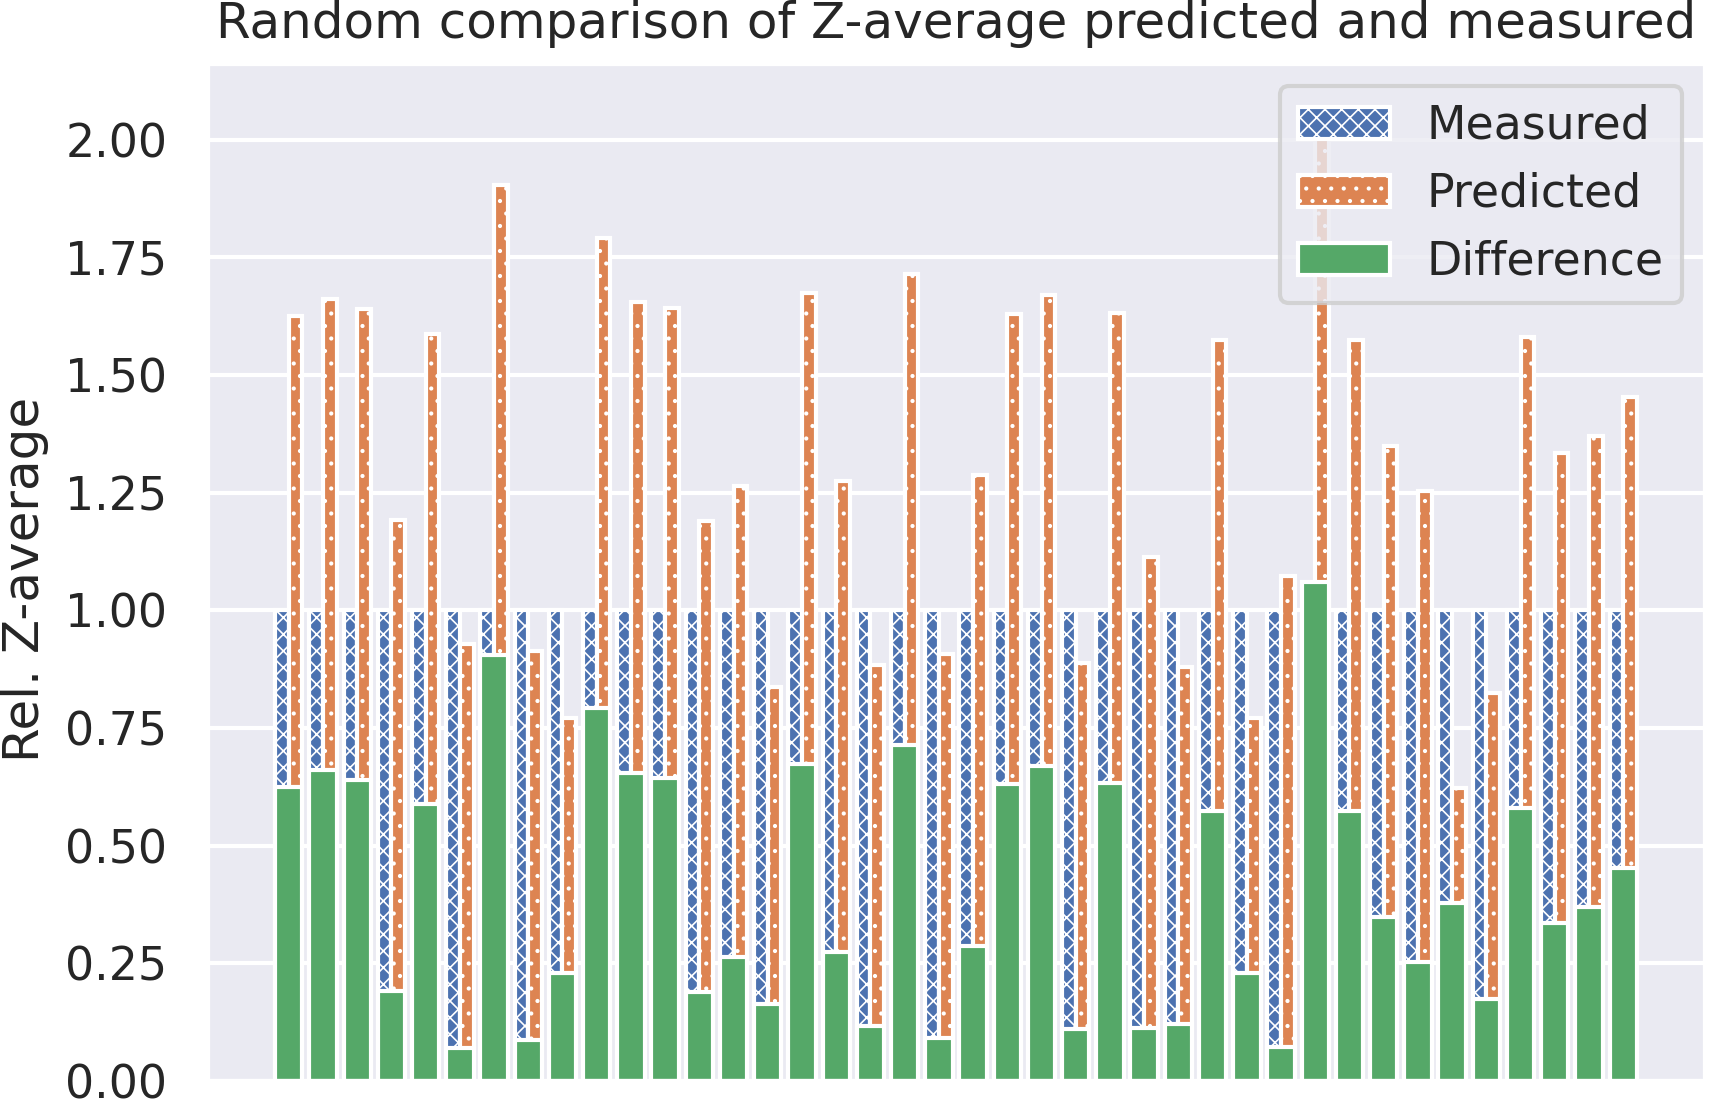 Random comparison of Z-average predicted and measured
Rel. Z-average
2.00
1.75
1.50
1.25
1.00
0.75
0.50
0.25
0.00
Measured
Predicted
Difference